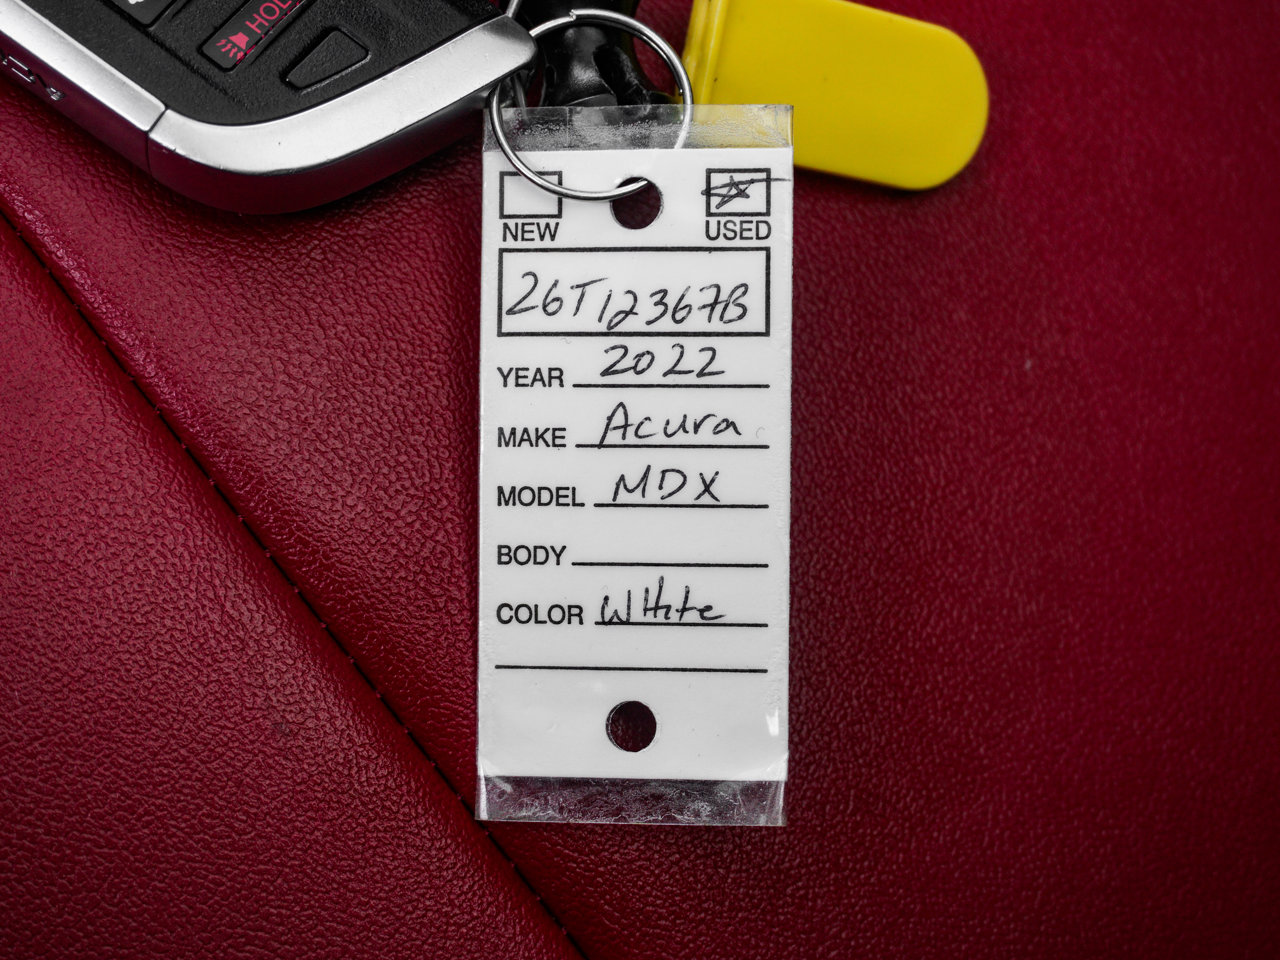 HOL
NEW USED
26T12367B
YEAR 2022
MAKE Acura
MODEL MDX
BODY
COLOR WHite